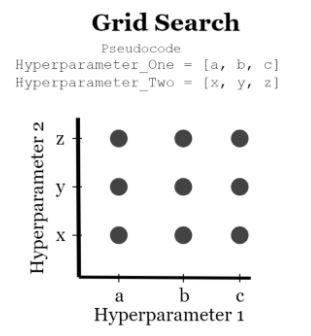 Grid Search
Pseudocode
Hyperparameter_One = [a, b, c]
Hyperparameter_Two = [x, y, z]
Hyperparameter 2
z
y
x
a b c
Hyperparameter 1